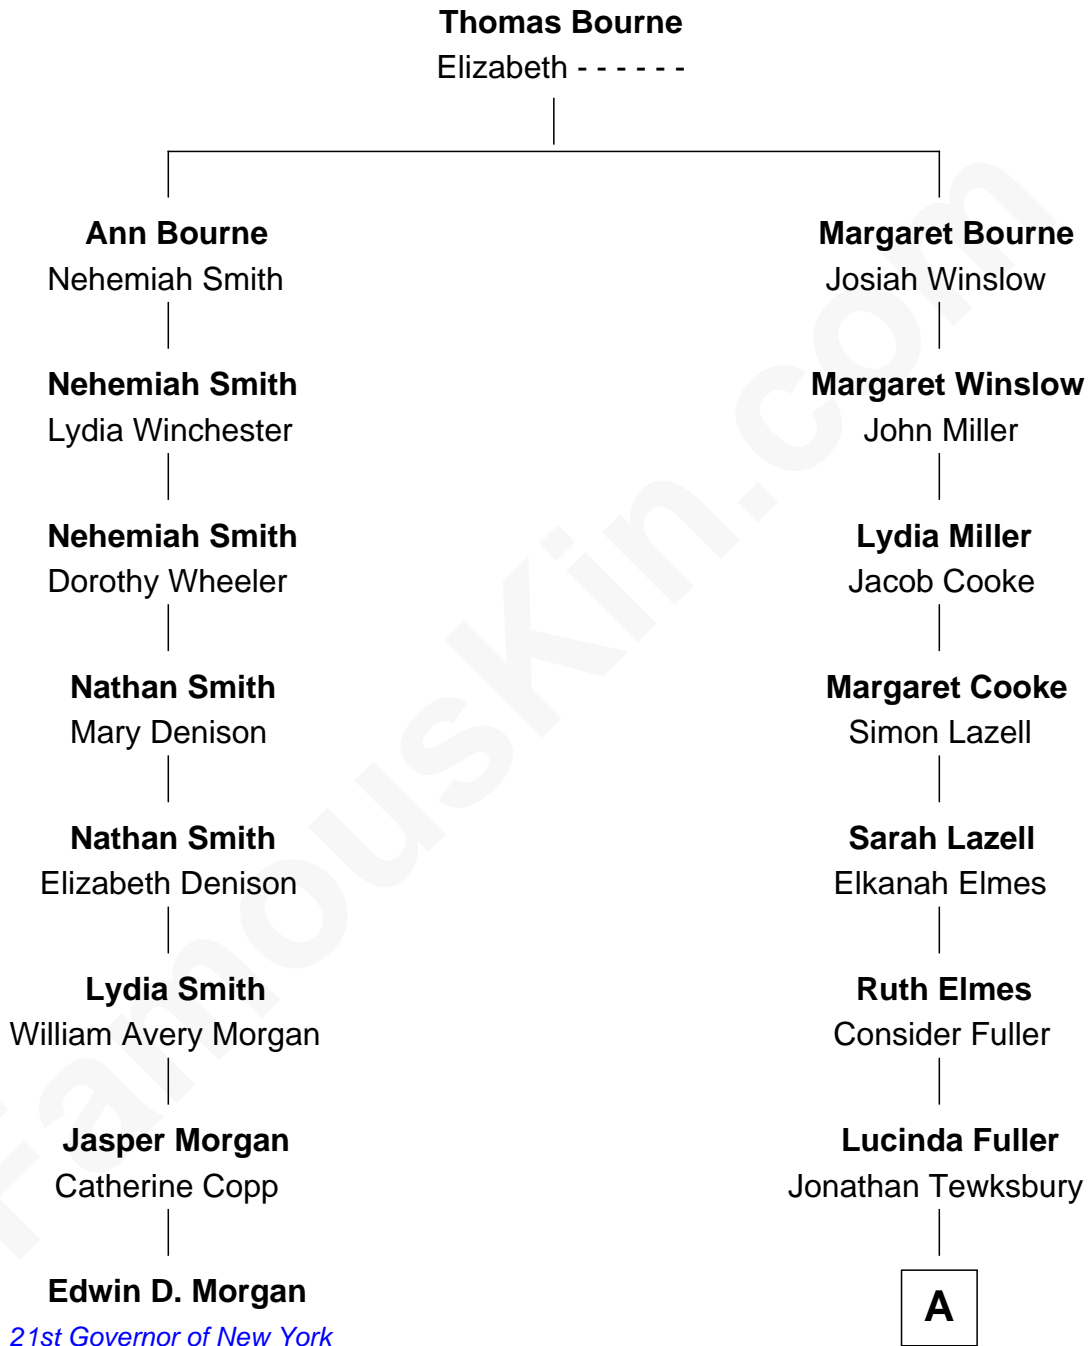 Thomas Bourne
Elizabeth - - - - - -
Ann Bourne
Nehemiah Smith
Margaret Bourne
Josiah Winslow
Nehemiah Smith
Lydia Winchester
Margaret Winslow
John Miller
Nehemiah Smith
Dorothy Wheeler
Lydia Miller
Jacob Cooke
Nathan Smith
Mary Denison
Margaret Cooke
Simon Lazell
Nathan Smith
Elizabeth Denison
Sarah Lazell
Elkanah Elmes
Lydia Smith
William Avery Morgan
Ruth Elmes
Consider Fuller
Jasper Morgan
Catherine Copp
Lucinda Fuller
Jonathan Tewksbury
Edwin D. Morgan
21st Governor of New York
A
FamousKin.com